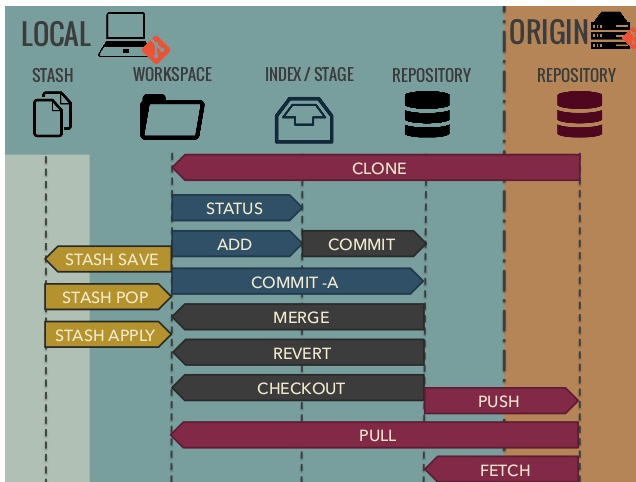 LOCAL
ORIGIN
STASH
WORKSPACE
INDEX / STAGE
REPOSITORY
REPOSITORY
CLONE
STATUS
ADD
COMMIT
STASH SAVE
COMMIT -A
STASH POP
MERGE
STASH APPLY
REVERT
CHECKOUT
PUSH
PULL
FETCH